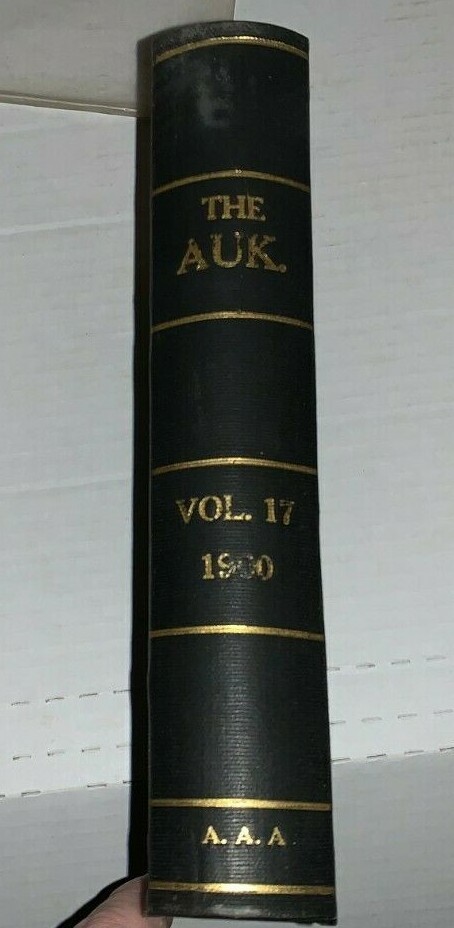 THE
AUK.
VOL. 17
1900
A. A. A